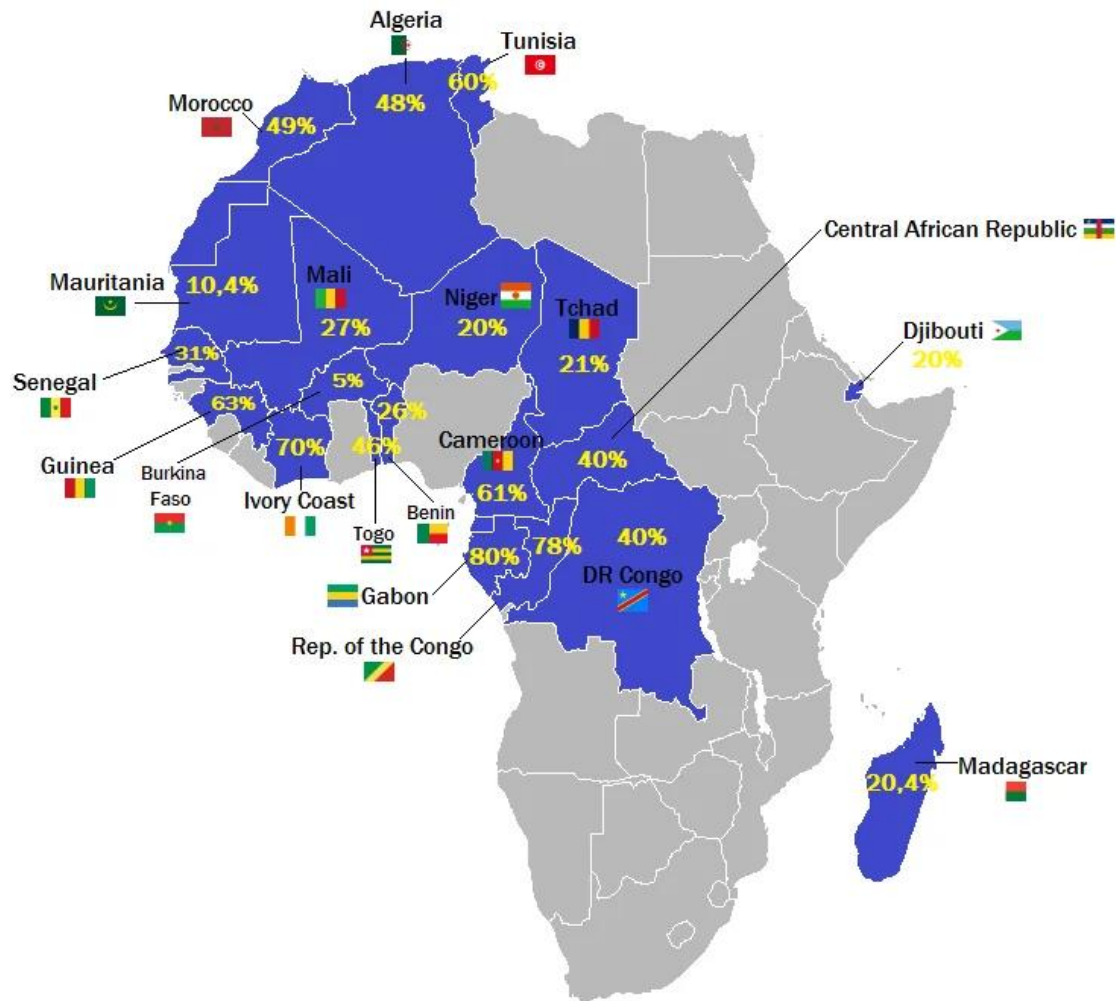 Algeria
Tunisia
60%
48%
Morocco
49%
Central African Republic
Mauritania
10,4%
Mali
27%
Niger
20%
Tchad
21%
Djibouti
20%
Senegal
31%
5%
63%
26%
Guinea
Burkina
Faso
70%
Ivory Coast
46%
Togo
Benin
Cameroon
61%
40%
80%
Gabon
78%
40%
DR Congo
Rep. of the Congo
20,4%
Madagascar